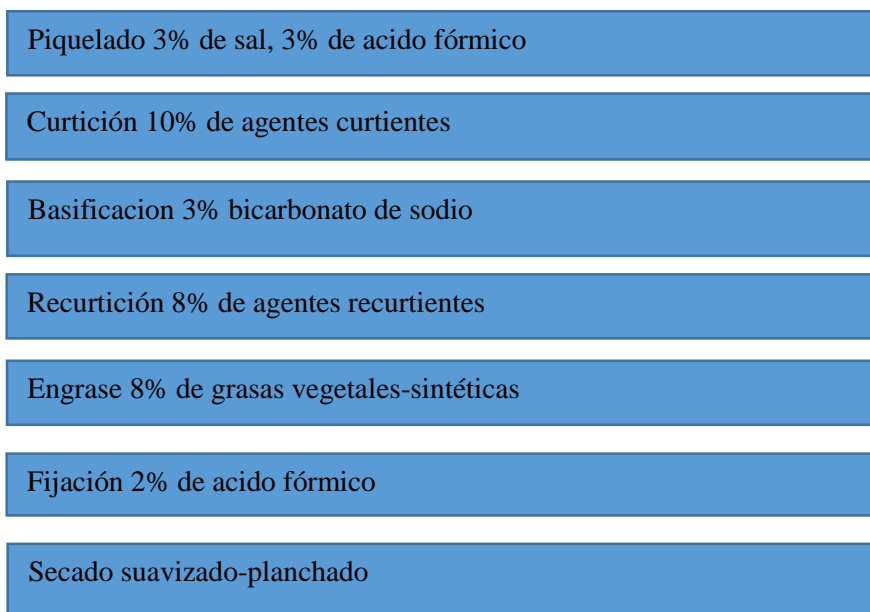 Piquelado 3% de sal, 3% de acido fórmico
Curtición 10% de agentes curtientes
Basificacion 3% bicarbonato de sodio
Recurtición 8% de agentes recurtientes
Engrase 8% de grasas vegetales-sintéticas
Fijación 2% de acido fórmico
Secado suavizado-planchado